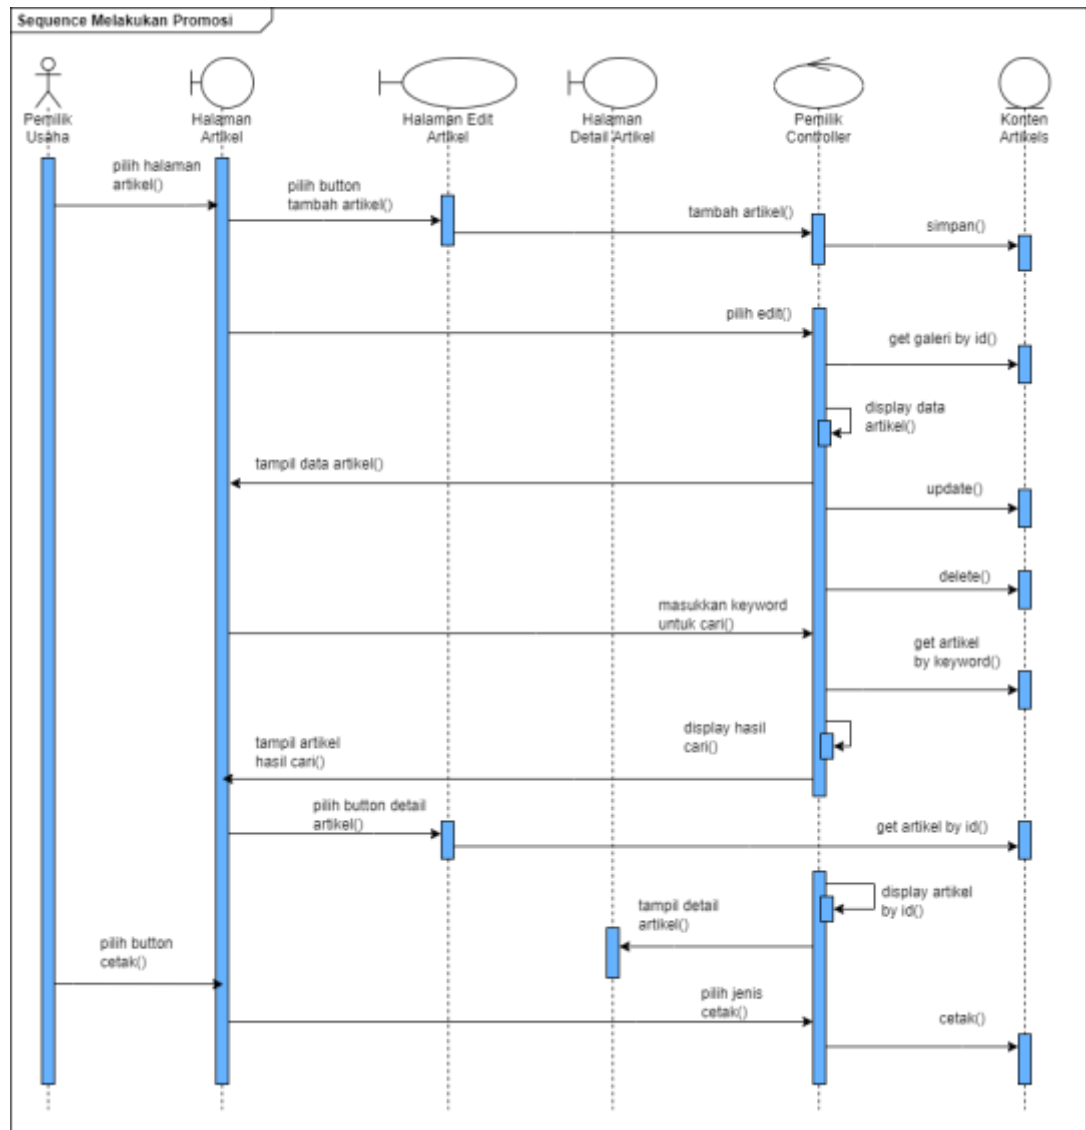 Sequence Melakukan Promosi
Pemilik
Usaha
Halaman
Artikel
Halaman Edit
Artikel
Halaman
Detail Artikel
Pemilik
Controller
Konten
Artikels
pilih halaman
artikel()
pilih button
tambah artikel()
tambah artikel()
simpan()
pilih edit()
get galeri by id()
display data
artikel()
tampil data artikel()
update()
delete()
masukkan keyword
untuk cari()
get artikel
by keyword()
display hasil
cari()
tampil artikel
hasil cari()
pilih button detail
artikel()
get artikel by id()
display artikel
by id()
tampil detail
artikel()
pilih button
cetak()
pilih jenis
cetak()
cetak()